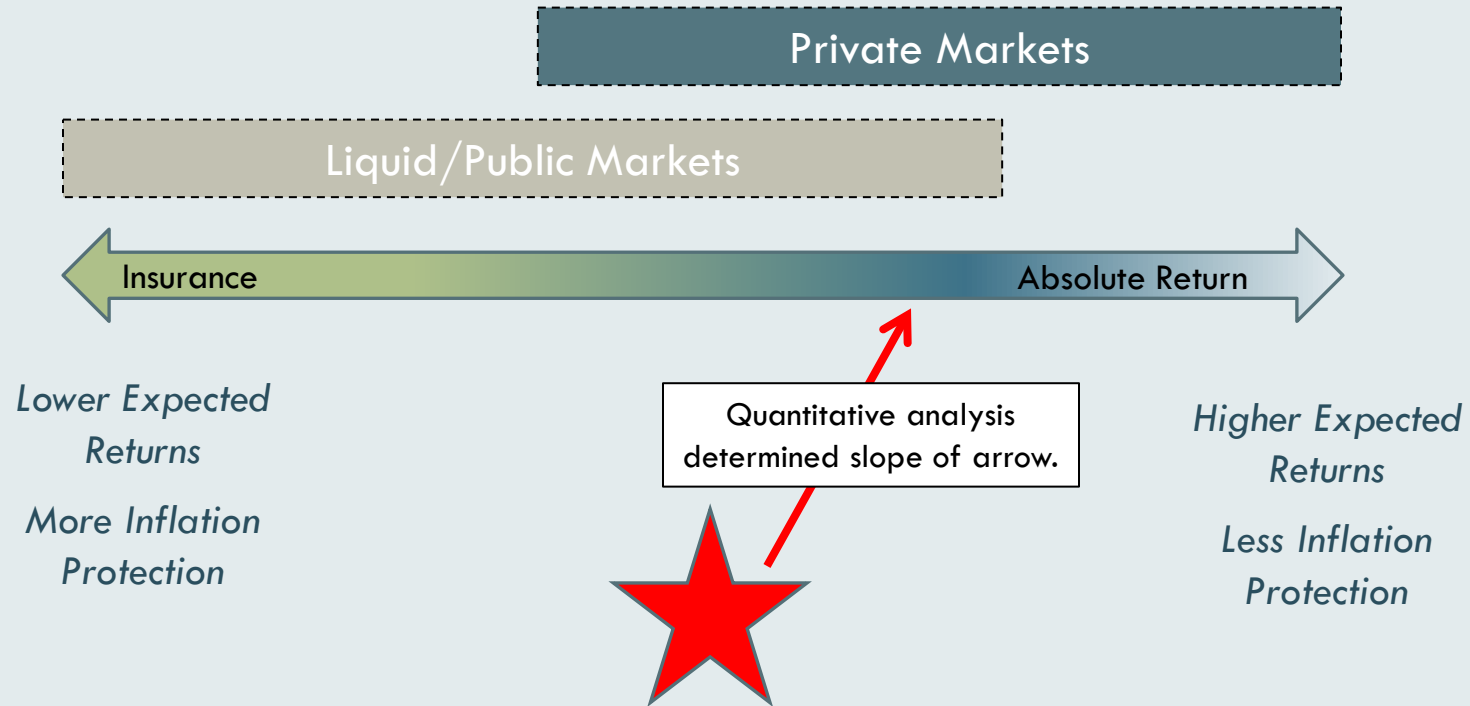 Private Markets
Liquid/Public Markets
Insurance
Absolute Return
Lower Expected
Returns
More Inflation
Protection
Quantitative analysis
determined slope of arrow.
Higher Expected
Returns
Less Inflation
Protection